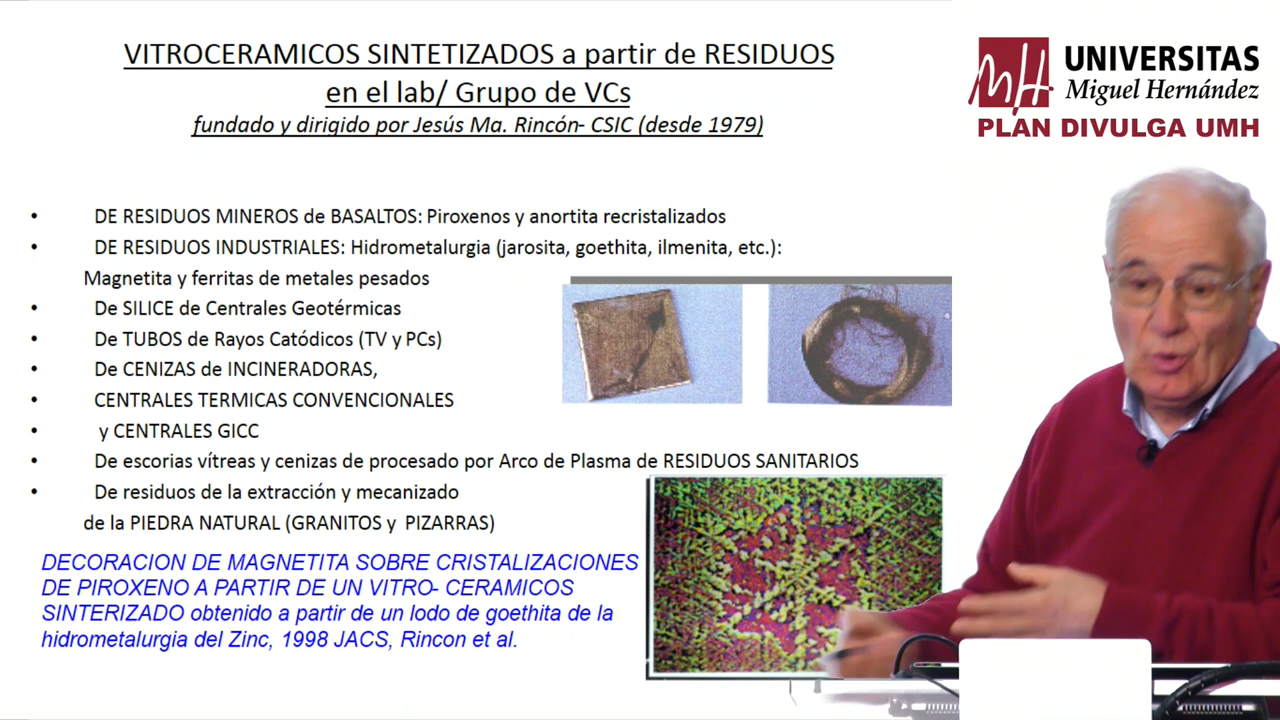 VITROCERAMICOS SINTETIZADOS a partir de RESIDUOS
en el lab/ Grupo de VCs
fundado y dirigido por Jesús Ma. Rincón- CSIC (desde 1979)
MH
UNIVERSITAS
Miguel Hernández
PLAN DIVULGA UMH
• DE RESIDUOS MINEROS de BASALTOS: Piroxenos y anortita recristalizados
• DE RESIDUOS INDUSTRIALES: Hidrometalurgia (jarosita, goethita, ilmenita, etc.):
Magnetita y ferritas de metales pesados
• De SILICE de Centrales Geotérmicas
• De TUBOS de Rayos Catódicos (TV y PCs)
• De CENIZAS de INCINERADORAS,
• CENTRALES TERMICAS CONVENCIONALES
• y CENTRALES GICC
• De escorias vítreas y cenizas de procesado por Arco de Plasma de RESIDUOS SANITARIOS
• De residuos de la extracción y mecanizado
de la PIEDRA NATURAL (GRANITOS y PIZARRAS)
DECORACION DE MAGNETITA SOBRE CRISTALIZACIONES
DE PIROXENO A PARTIR DE UN VITRO- CERAMICOS
SINTERIZADO obtenido a partir de un lodo de goethita de la
hidrometalurgia del Zinc, 1998 JACS, Rincon et al.